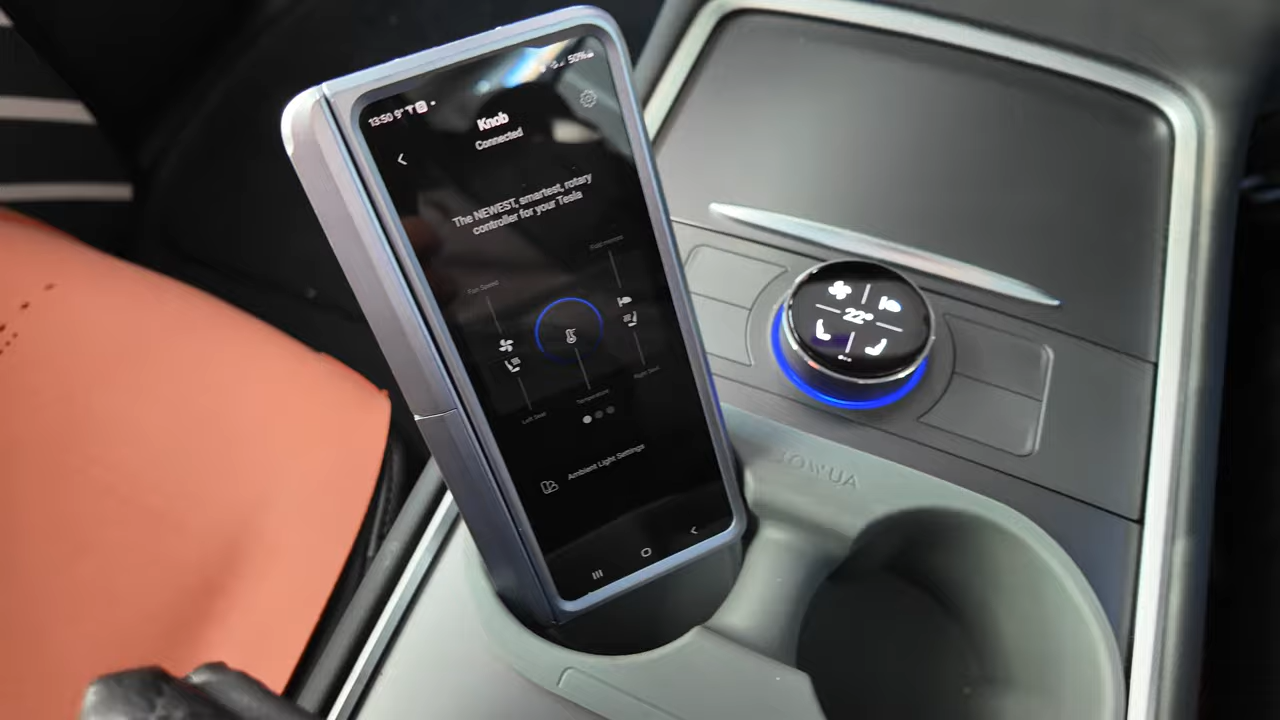 13:50 9°
50%
Knob
Connected
The NEWEST, smartest, rotary
controller for your Tesla
Fan Speed
Temperature
Left Seat
Right Seat
Ambient Light Settings
22°